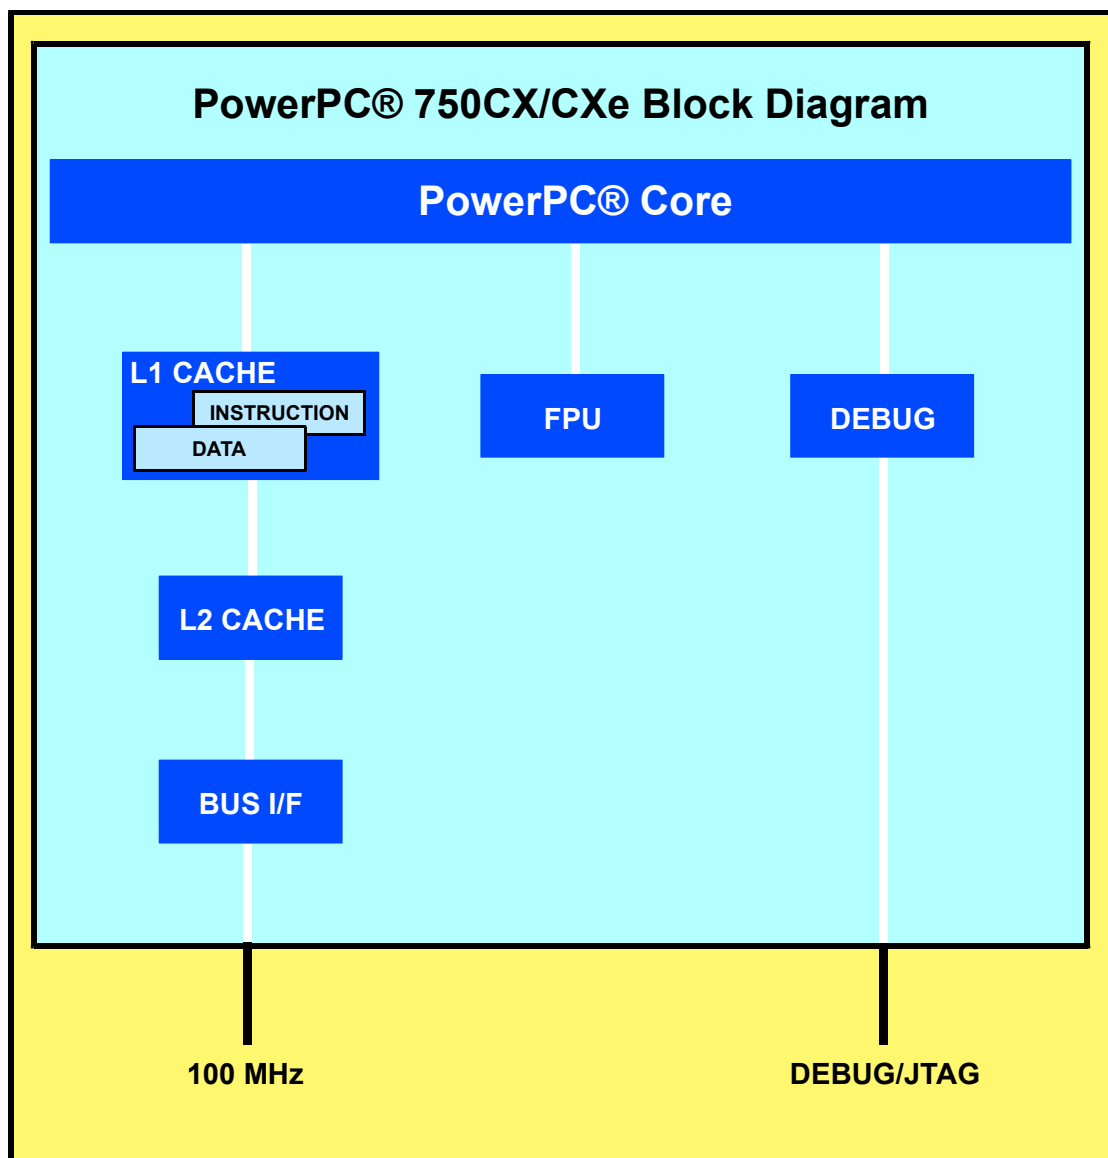 PowerPC® 750CX/CXe Block Diagram
PowerPC® Core
L1 CACHE
INSTRUCTION
DATA
FPU
DEBUG
L2 CACHE
BUS I/F
100 MHz
DEBUG/JTAG